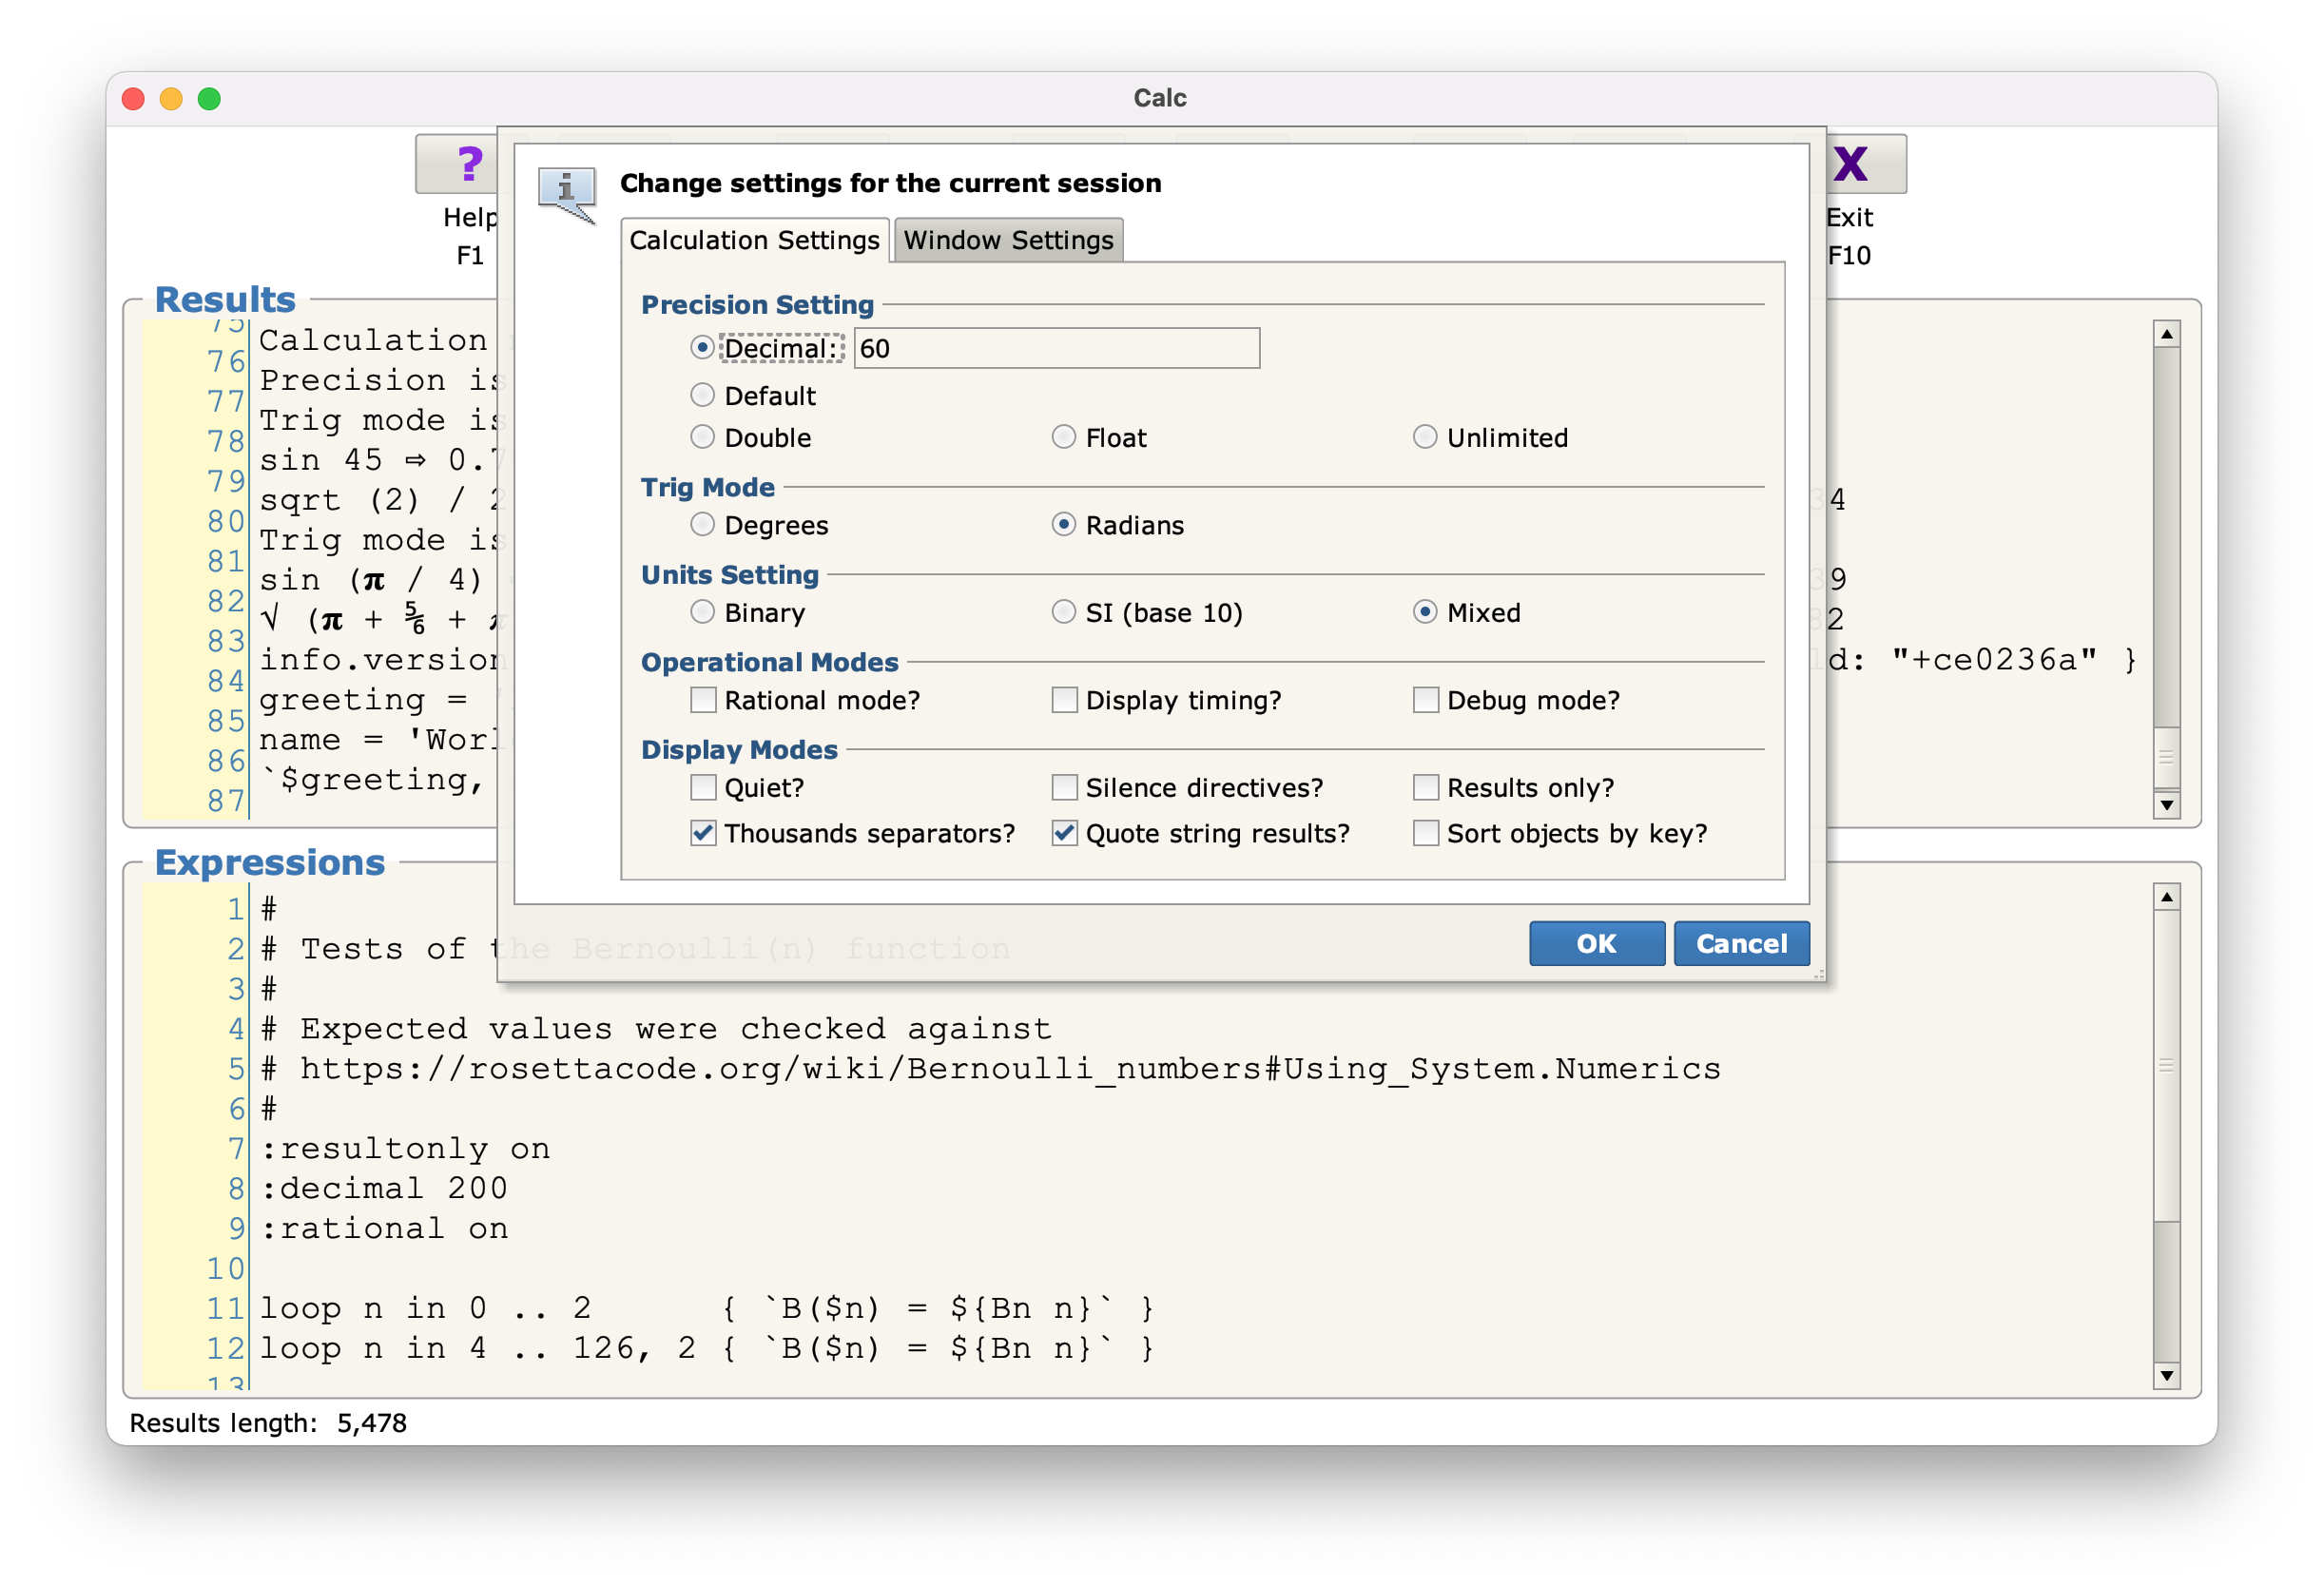 Calc
?
X
Help
F1
Exit
F10
Change settings for the current session
Calculation Settings
Window Settings
Precision Setting
Decimal: 60
Default
Double Float Unlimited
Trig Mode
Degrees Radians
Units Setting
Binary SI (base 10) Mixed
Operational Modes
Rational mode? Display timing? Debug mode?
Display Modes
Quiet? Silence directives? Results only?
Thousands separators? Quote string results? Sort objects by key?
OK Cancel
Results
75
76 Calculation
77 Precision is
78 Trig mode is
79 sin 45 ⇒ 0.7
80 sqrt (2) / 2 34
81 Trig mode is
82 sin (π / 4) 39
83 √ (π + ⅚ + π 82
84 info.version ld: "+ce0236a" }
85 greeting = '
86 name = 'Worl
87 `$greeting,
Expressions
1 #
2 # Tests of the Bernoulli(n) function
3 #
4 # Expected values were checked against
5 # https://rosettacode.org/wiki/Bernoulli_numbers#Using_System.Numerics
6 #
7 :resultonly on
8 :decimal 200
9 :rational on
10
11 loop n in 0 .. 2 { `B($n) = ${Bn n}` }
12 loop n in 4 .. 126, 2 { `B($n) = ${Bn n}` }
13
Results length: 5,478